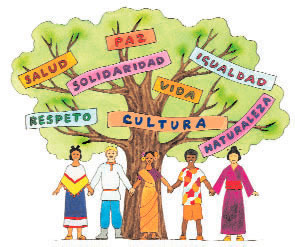 PAZ
IGUALDAD
SALUD
SOLIDARIDAD
VIDA
RESPETO
CULTURA
NATURALEZA